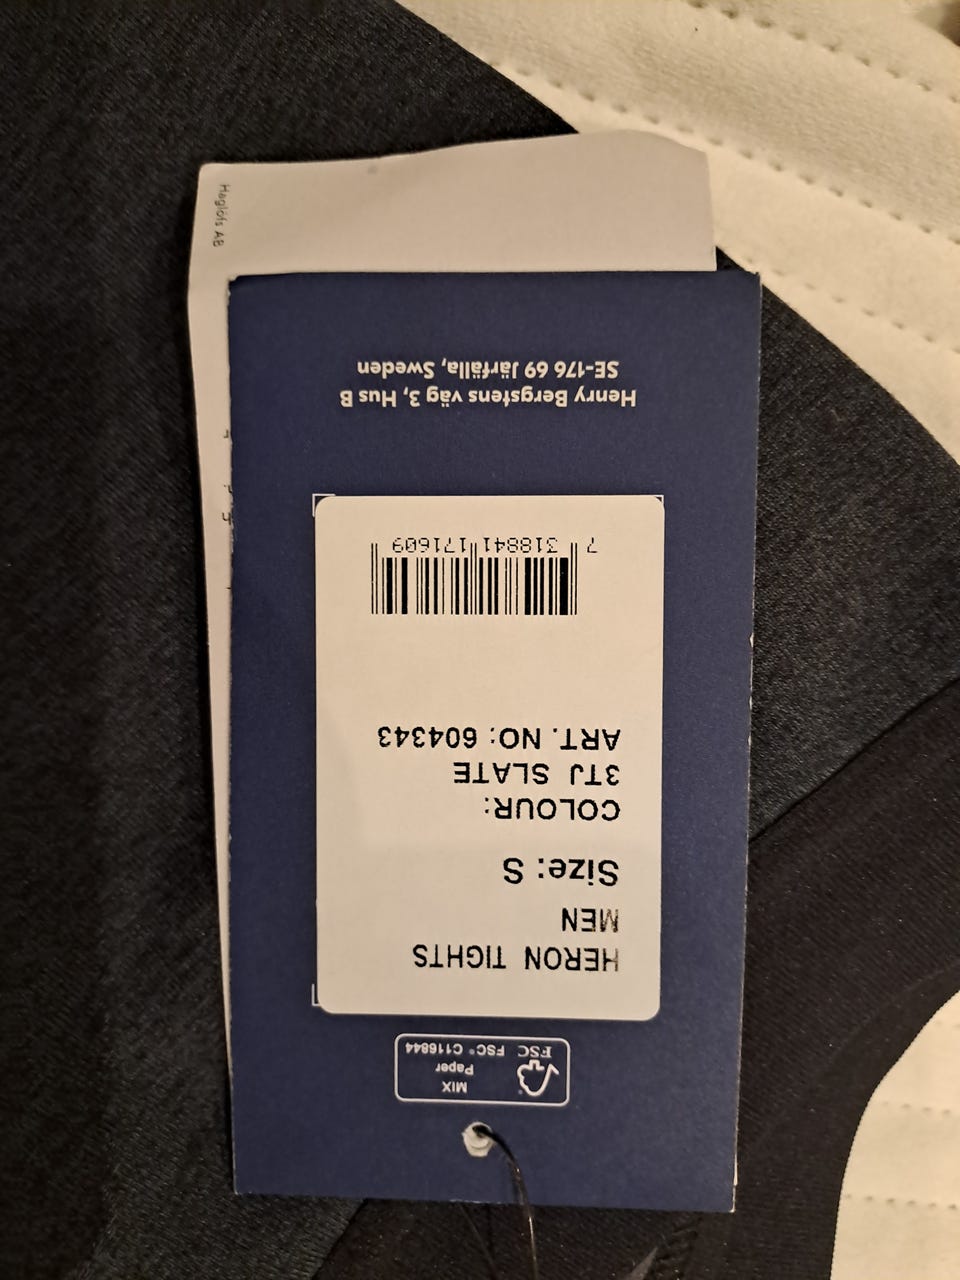 MIX
Paper
FSC
FSC® C116844
HERON TIGHTS
MEN
Size: S
COLOUR:
3TJ SLATE
ART. NO: 604343
7 318841 171609
Henry Bergstens väg 3, Hus B
SE-176 69 Järfälla, Sweden
Haglöfs AB